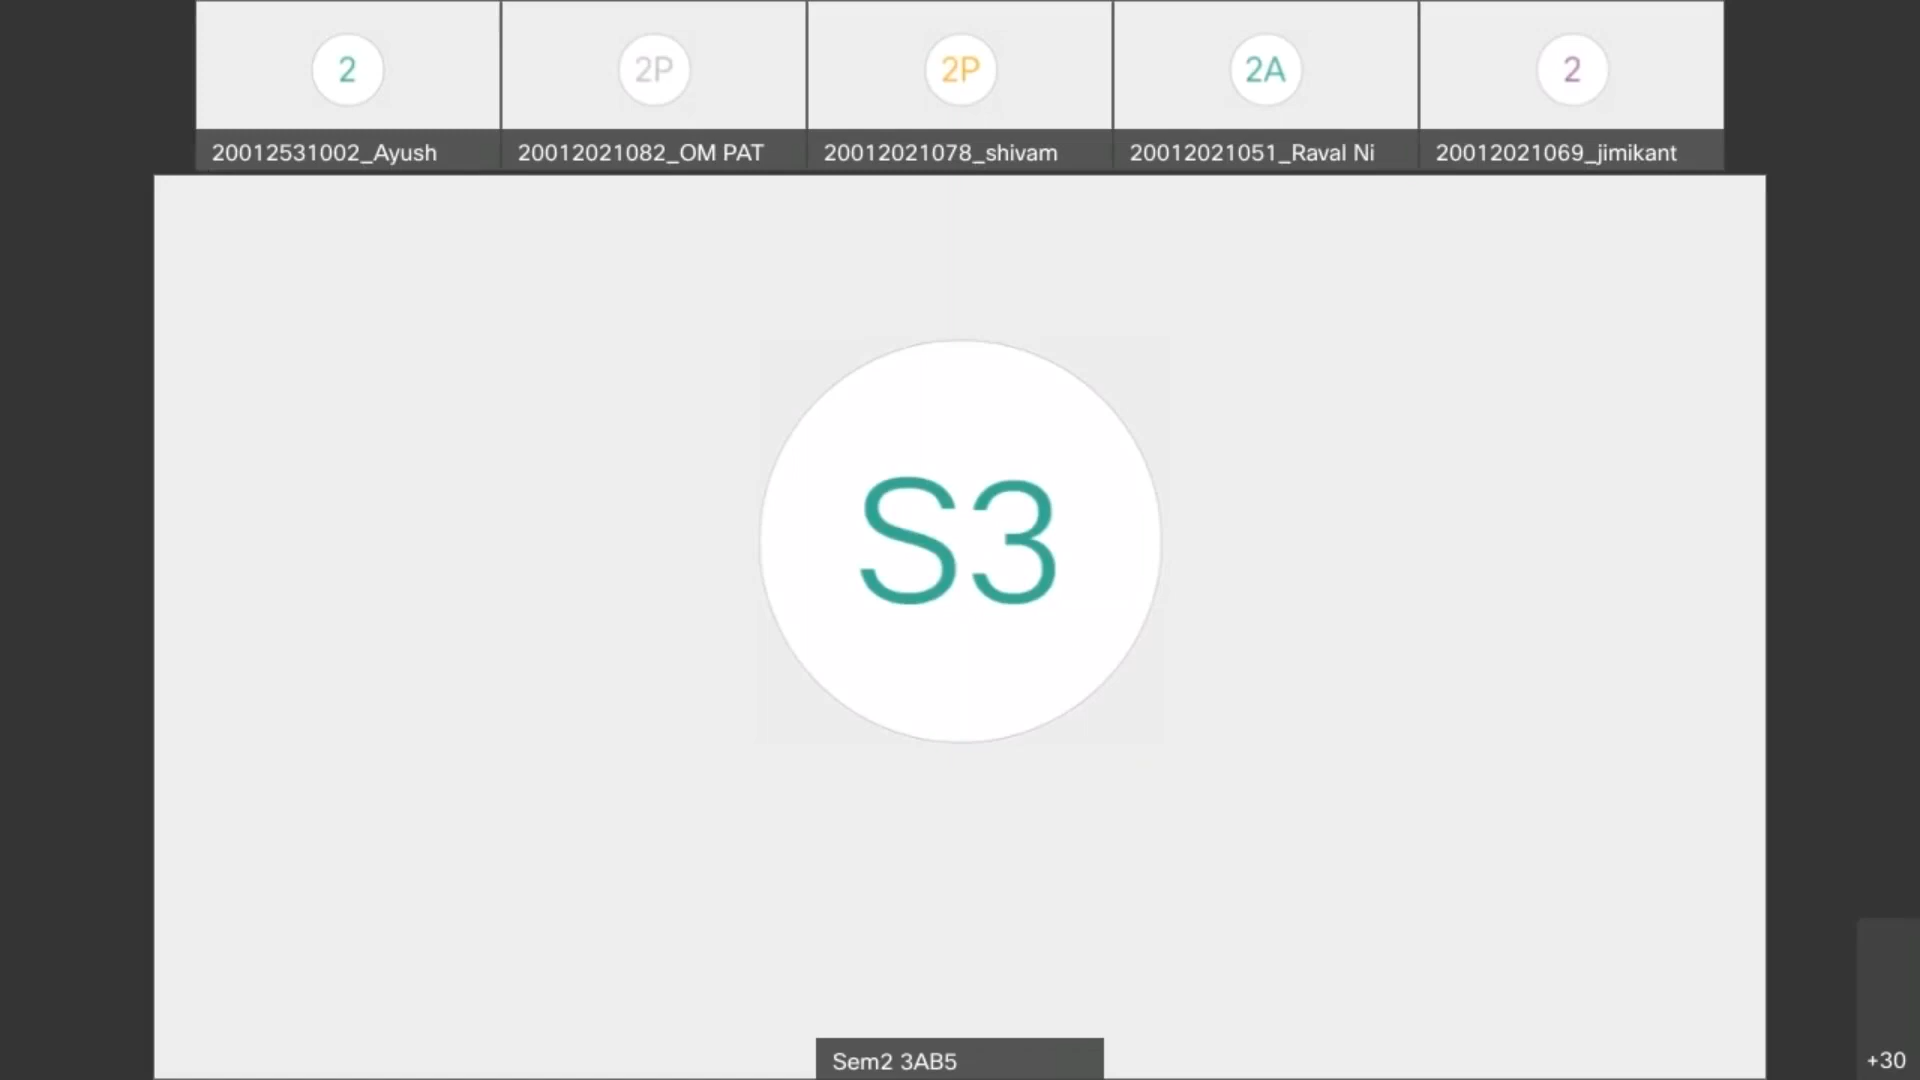 2
2P
2P
2A
2
20012531002_Ayush
20012021082_OM PAT
20012021078_shivam
20012021051_Raval Ni
20012021069_jimikant
S3
Sem2 3AB5
+30